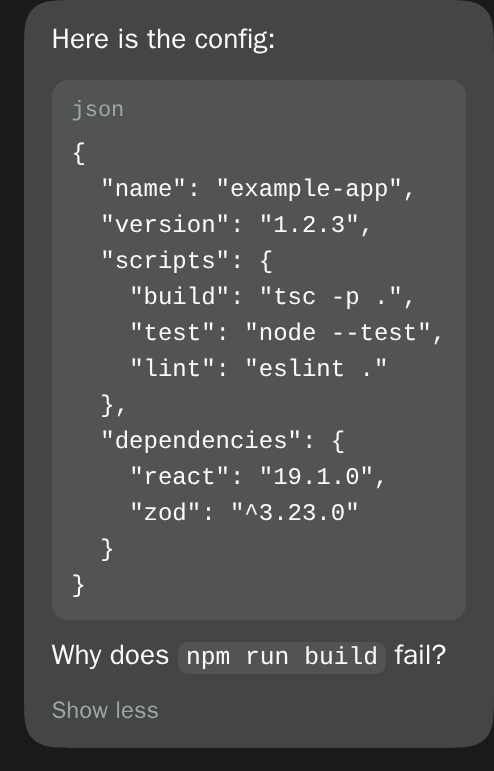 Here is the config:
json
{
  "name": "example-app",
  "version": "1.2.3",
  "scripts": {
    "build": "tsc -p .",
    "test": "node --test",
    "lint": "eslint ."
  },
  "dependencies": {
    "react": "19.1.0",
    "zod": "^3.23.0"
  }
}
Why does npm run build fail?
Show less